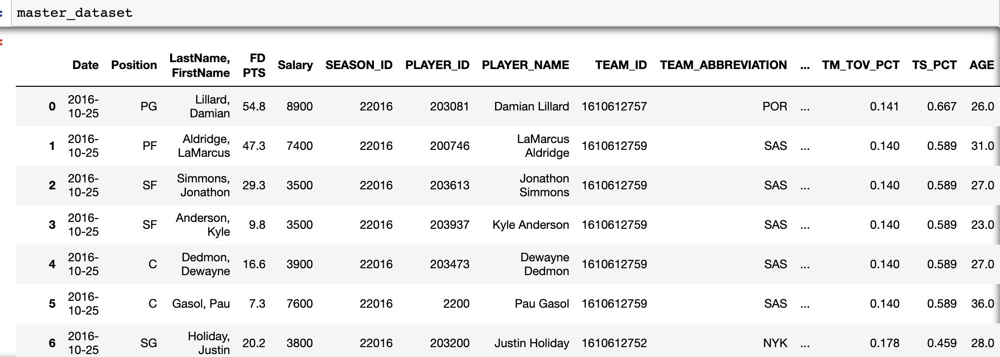 : master_dataset
:
Date Position LastName, FirstName FD PTS Salary SEASON_ID PLAYER_ID PLAYER_NAME TEAM_ID TEAM_ABBREVIATION ... TM_TOV_PCT TS_PCT AGE
0 2016-10-25 PG Lillard, Damian 54.8 8900 22016 203081 Damian Lillard 1610612757 POR ... 0.141 0.667 26.0
1 2016-10-25 PF Aldridge, LaMarcus 47.3 7400 22016 200746 LaMarcus Aldridge 1610612759 SAS ... 0.140 0.589 31.0
2 2016-10-25 SF Simmons, Jonathon 29.3 3500 22016 203613 Jonathon Simmons 1610612759 SAS ... 0.140 0.589 27.0
3 2016-10-25 SF Anderson, Kyle 9.8 3500 22016 203937 Kyle Anderson 1610612759 SAS ... 0.140 0.589 23.0
4 2016-10-25 C Dedmon, Dewayne 16.6 3900 22016 203473 Dewayne Dedmon 1610612759 SAS ... 0.140 0.589 27.0
5 2016-10-25 C Gasol, Pau 7.3 7600 22016 2200 Pau Gasol 1610612759 SAS ... 0.140 0.589 36.0
6 2016-10-25 SG Holiday, Justin 20.2 3800 22016 203200 Justin Holiday 1610612752 NYK ... 0.178 0.459 28.0